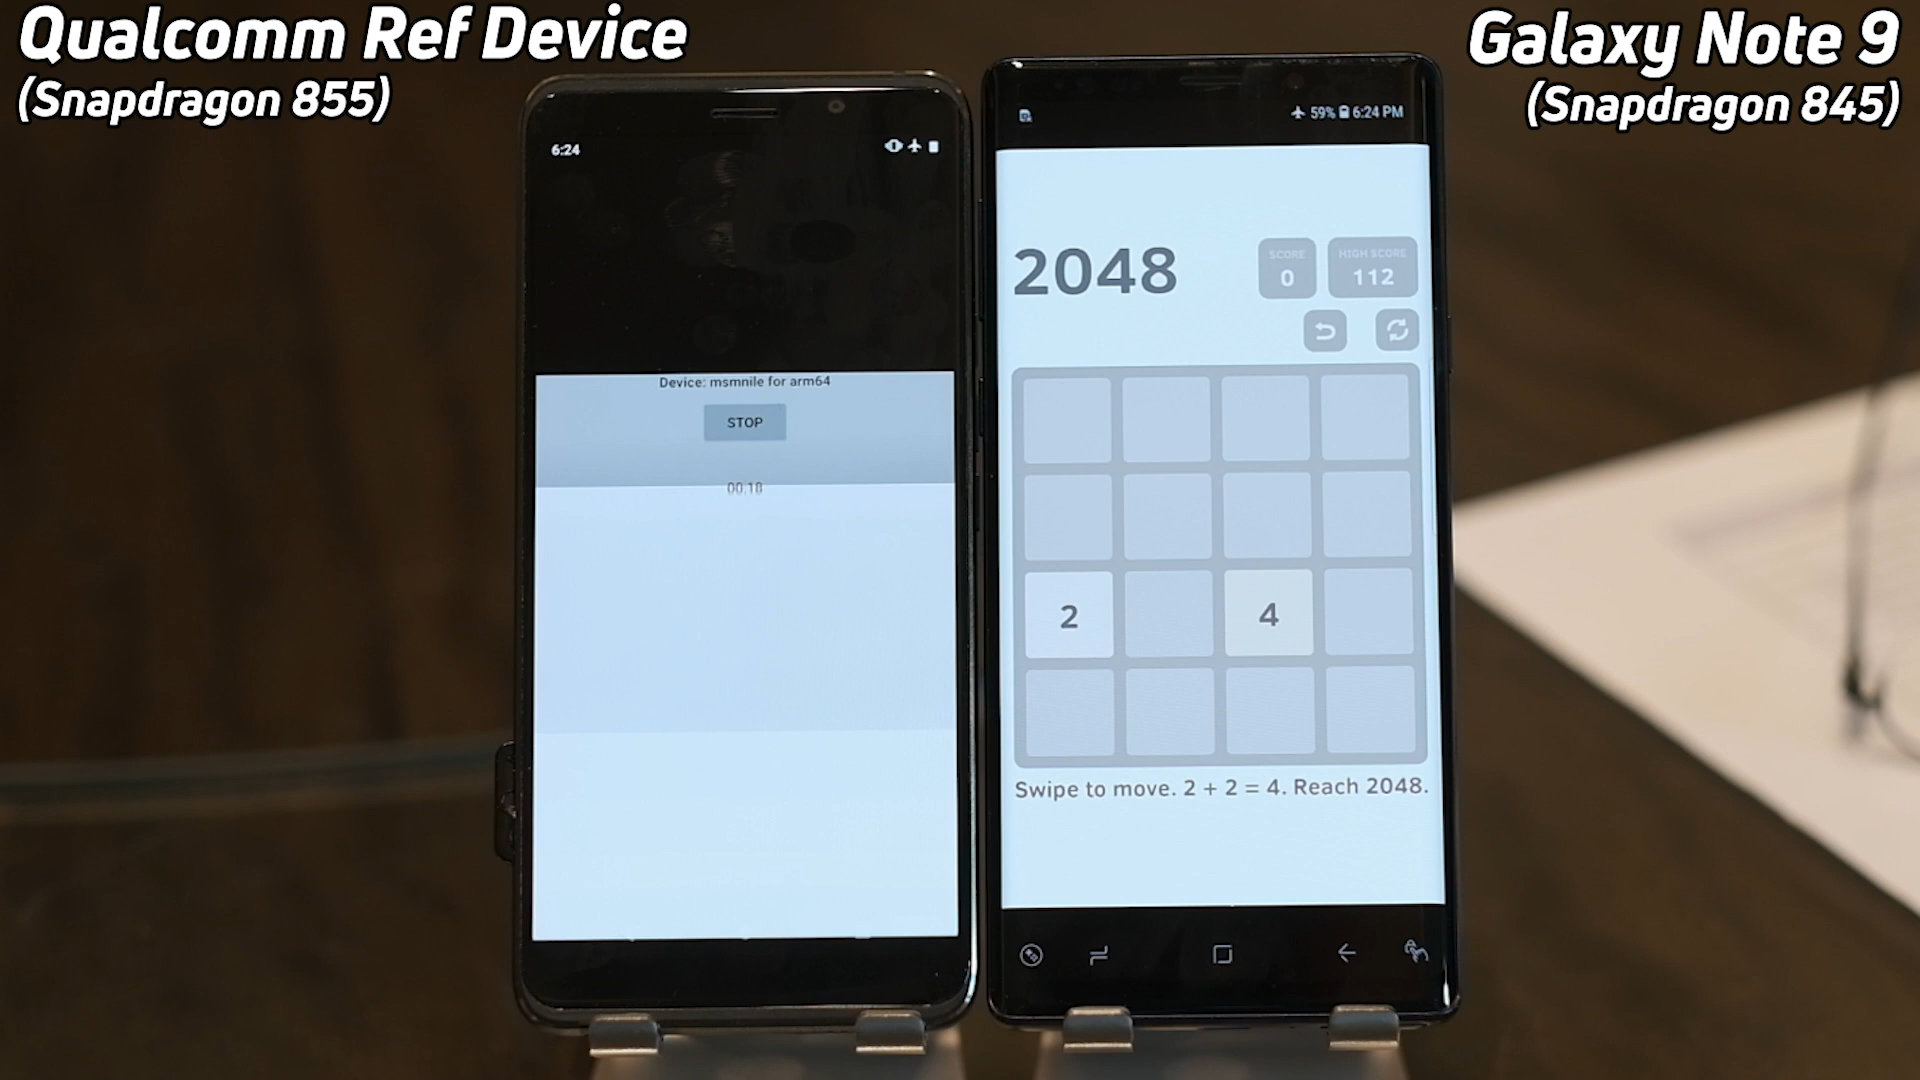 Qualcomm Ref Device
(Snapdragon 855)
Galaxy Note 9
(Snapdragon 845)
6:24
Device: msmnile for arm64
STOP
00:18
59% 6:24 PM
2048
SCORE
0
HIGH SCORE
112
2
4
Swipe to move. 2 + 2 = 4. Reach 2048.